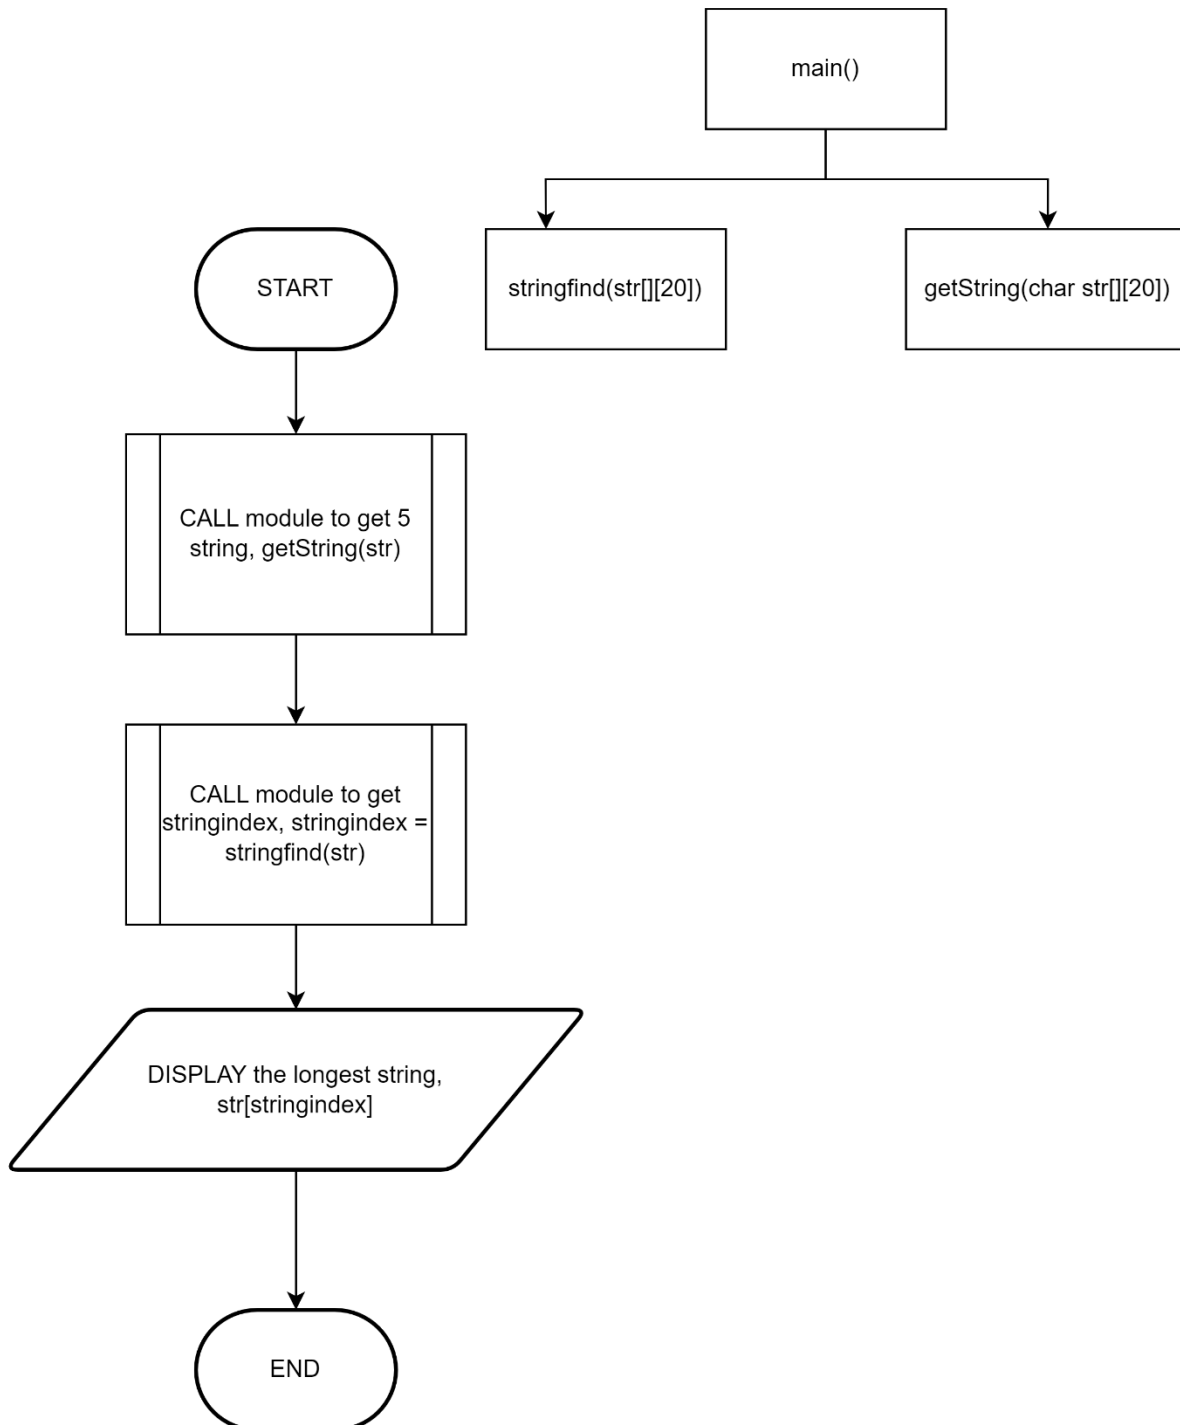 main()
stringfind(str[][20])
getString(char str[][20])
START
CALL module to get 5
string, getString(str)
CALL module to get
stringindex, stringindex =
stringfind(str)
DISPLAY the longest string,
str[stringindex]
END